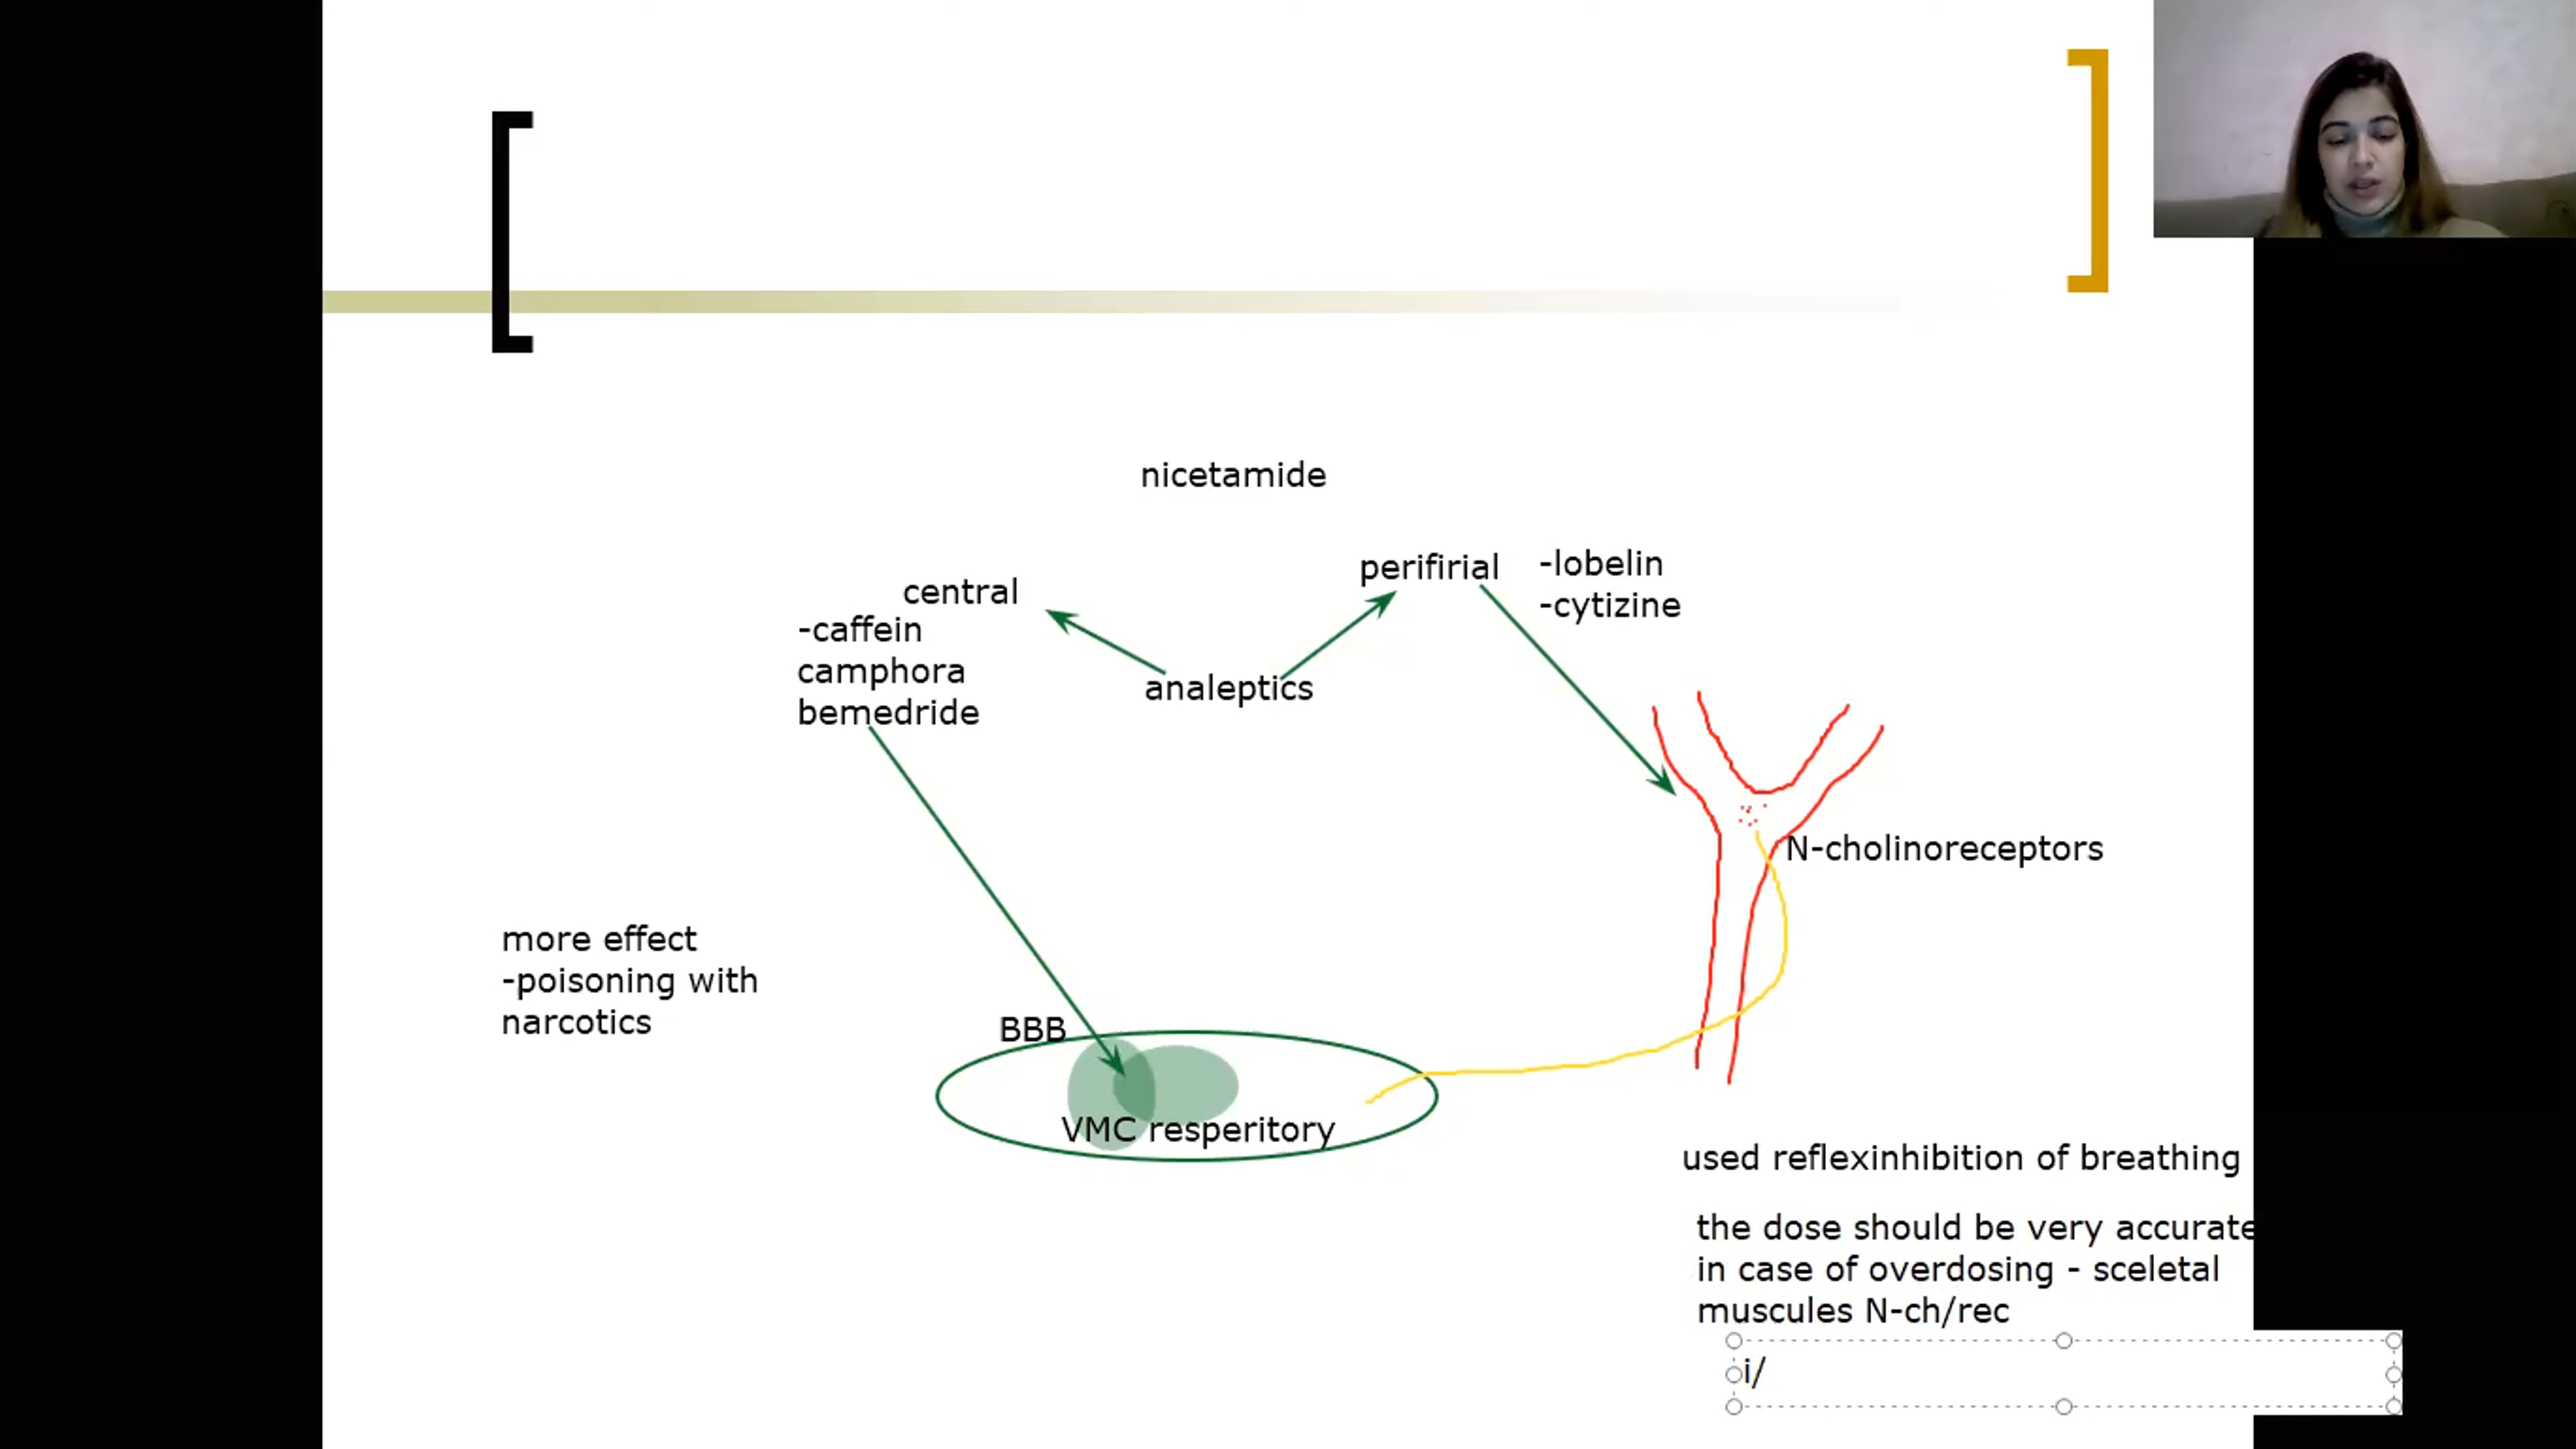 nicetamide
central
-caffein
camphora
bemedride
analeptics
perifirial
-lobelin
-cytizine
N-cholinoreceptors
more effect
-poisoning with
narcotics
BBB
VMC resperitory
used reflexinhibition of breathing
the dose should be very accurate
in case of overdosing - sceletal
muscules N-ch/rec
i/